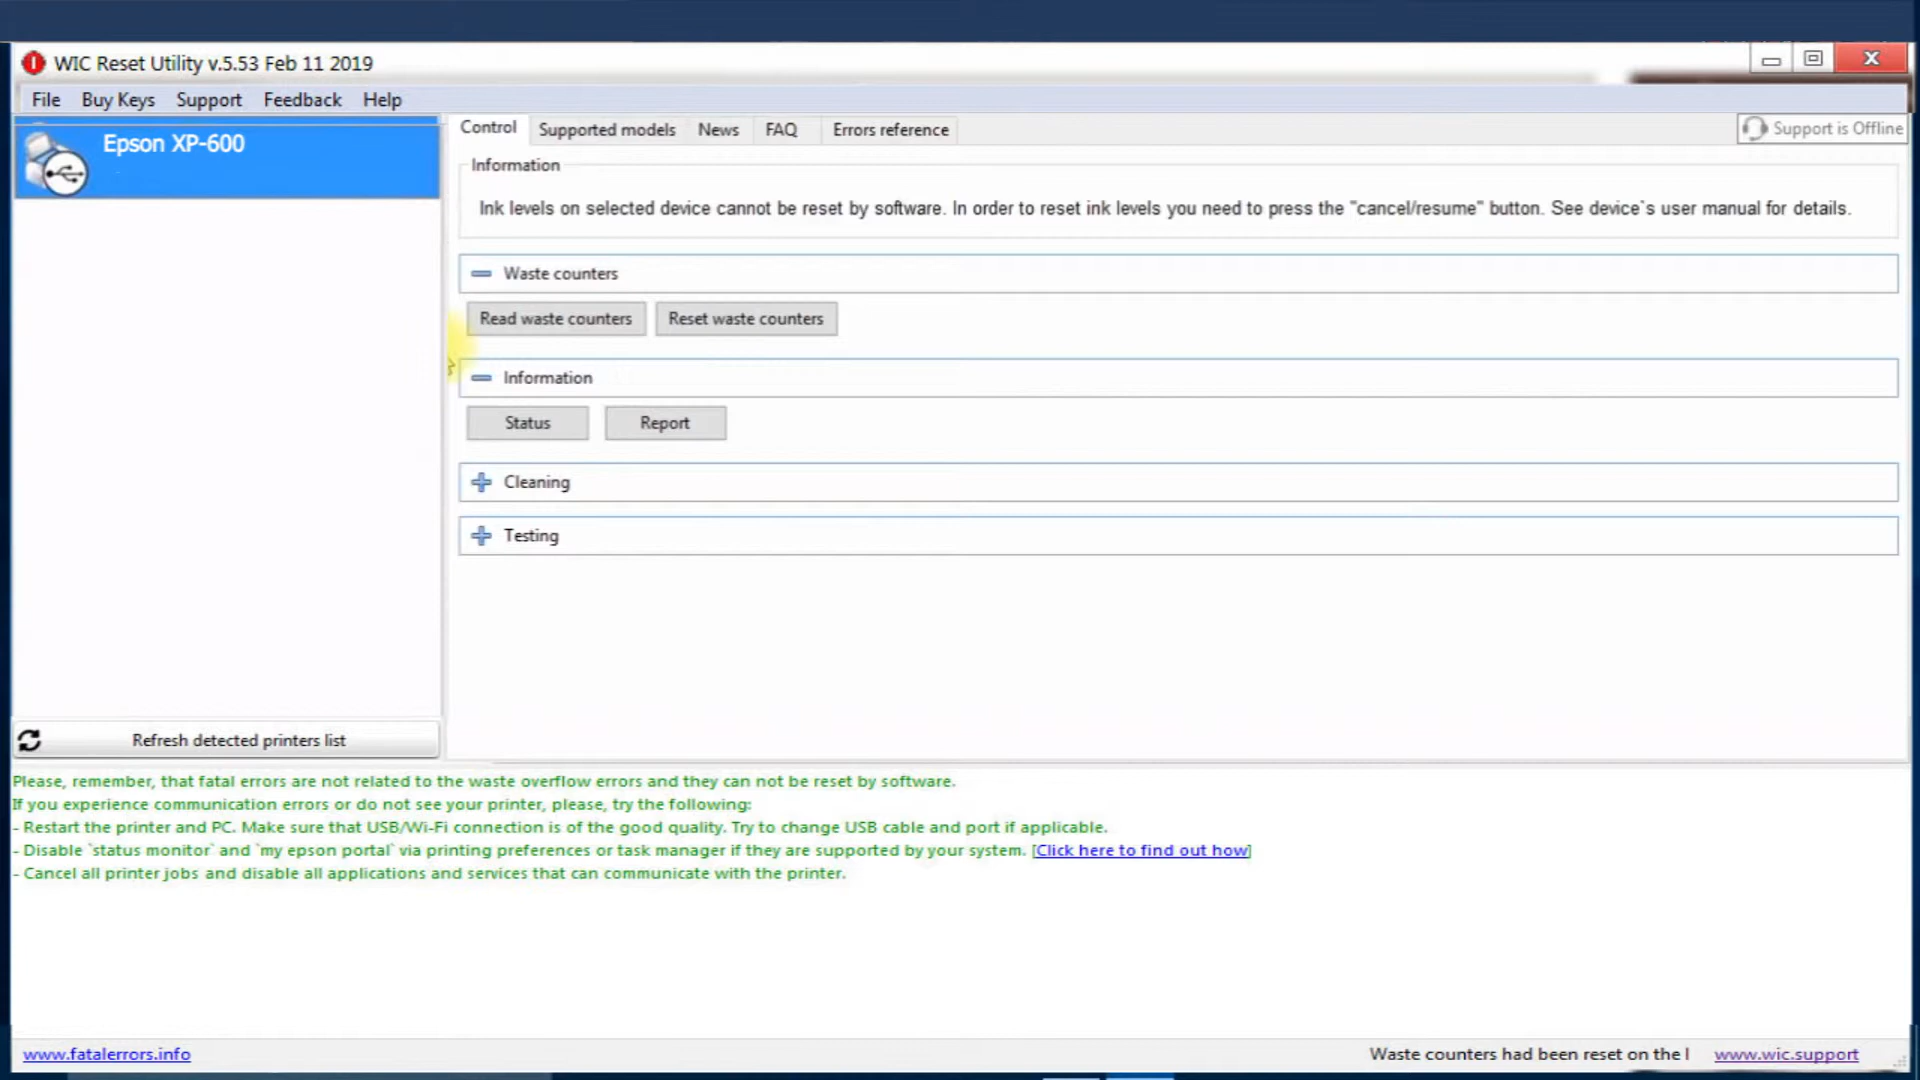 WIC Reset Utility v.5.53 Feb 11 2019
File Buy Keys Support Feedback Help
Epson XP-600
Control Supported models News FAQ Errors reference
Support is Offline
Information
Ink levels on selected device cannot be reset by software. In order to reset ink levels you need to press the "cancel/resume" button. See device`s user manual for details.
Waste counters
Read waste counters Reset waste counters
Information
Status Report
Cleaning
Testing
Refresh detected printers list
Please, remember, that fatal errors are not related to the waste overflow errors and they can not be reset by software.
If you experience communication errors or do not see your printer, please, try the following:
- Restart the printer and PC. Make sure that USB/Wi-Fi connection is of the good quality. Try to change USB cable and port if applicable.
- Disable `status monitor` and `my epson portal` via printing preferences or task manager if they are supported by your system. [Click here to find out how]
- Cancel all printer jobs and disable all applications and services that can communicate with the printer.
www.fatalerrors.info
Waste counters had been reset on the
www.wic.support